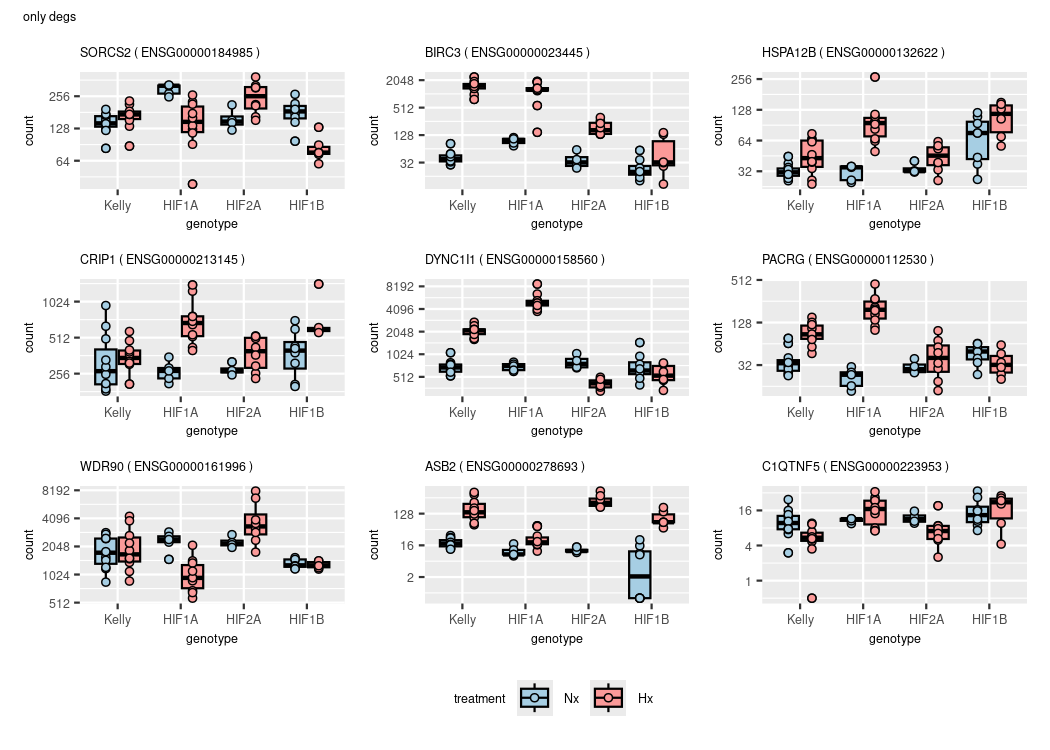 only degs
SORCS2 ( ENSG00000184985 )
BIRC3 ( ENSG00000023445 )
HSPA12B ( ENSG00000132622 )
count
256
128
64
Kelly HIF1A HIF2A HIF1B
genotype
count
2048
512
128
32
Kelly HIF1A HIF2A HIF1B
genotype
count
256
128
64
32
Kelly HIF1A HIF2A HIF1B
genotype
CRIP1 ( ENSG00000213145 )
DYNC1I1 ( ENSG00000158560 )
PACRG ( ENSG00000112530 )
count
1024
512
256
Kelly HIF1A HIF2A HIF1B
genotype
count
8192
4096
2048
1024
512
Kelly HIF1A HIF2A HIF1B
genotype
count
512
128
32
Kelly HIF1A HIF2A HIF1B
genotype
WDR90 ( ENSG00000161996 )
ASB2 ( ENSG00000278693 )
C1QTNF5 ( ENSG00000223953 )
count
8192
4096
2048
1024
512
Kelly HIF1A HIF2A HIF1B
genotype
count
128
16
2
Kelly HIF1A HIF2A HIF1B
genotype
count
16
4
1
Kelly HIF1A HIF2A HIF1B
genotype
treatment Nx Hx